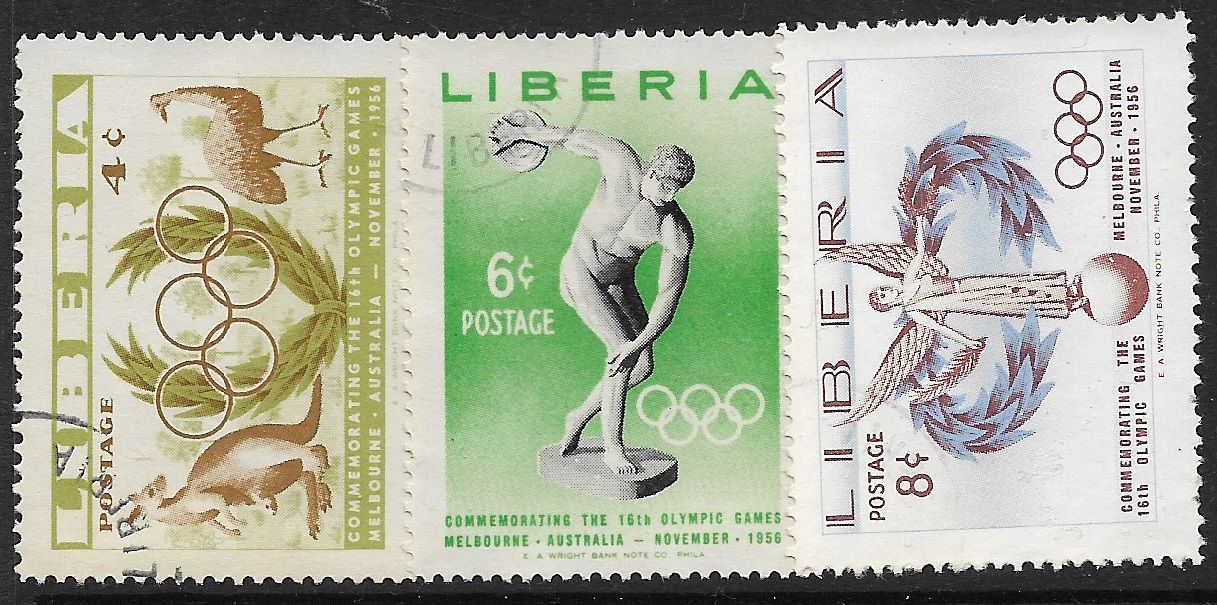 LIBERIA
4¢
POSTAGE
COMMEMORATING THE 16th OLYMPIC GAMES
MELBOURNE • AUSTRALIA — NOVEMBER • 1956
LIBERIA
6¢
POSTAGE
COMMEMORATING THE 16th OLYMPIC GAMES
MELBOURNE • AUSTRALIA — NOVEMBER • 1956
E. A. WRIGHT BANK NOTE CO. PHILA.
LIBERIA
POSTAGE
8¢
MELBOURNE • AUSTRALIA
NOVEMBER • 1956
COMMEMORATING THE
16th OLYMPIC GAMES
E. A. WRIGHT BANK NOTE CO. PHILA.